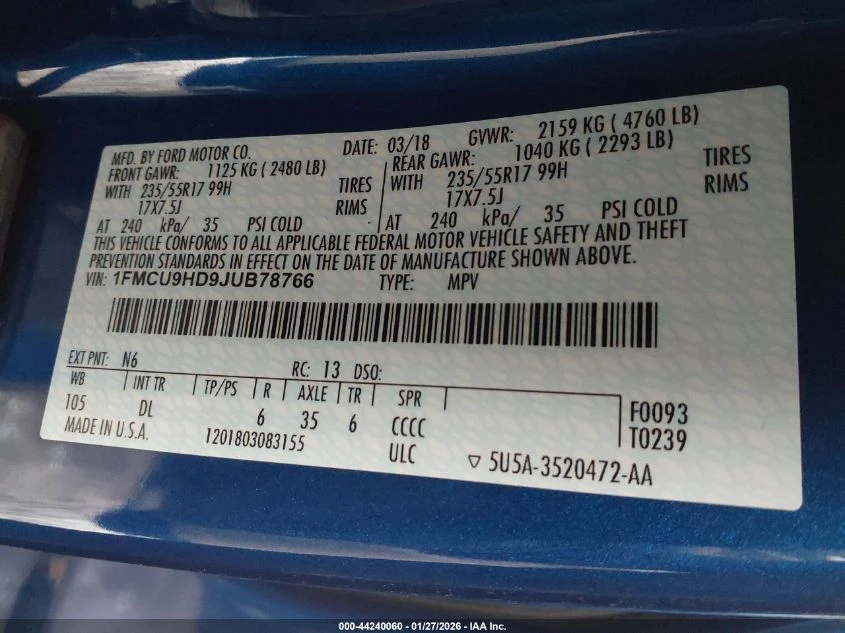 MFD. BY FORD MOTOR CO. DATE: 03/18 GVWR: 2159 KG ( 4760 LB)
FRONT GAWR: 1125 KG ( 2480 LB) REAR GAWR: 1040 KG ( 2293 LB)
WITH 235/55R17 99H TIRES WITH 235/55R17 99H TIRES
17X7.5J RIMS 17X7.5J RIMS
AT 240 kPa/ 35 PSI COLD AT 240 kPa/ 35 PSI COLD
THIS VEHICLE CONFORMS TO ALL APPLICABLE FEDERAL MOTOR VEHICLE SAFETY AND THEFT
PREVENTION STANDARDS IN EFFECT ON THE DATE OF MANUFACTURE SHOWN ABOVE.
VIN: 1FMCU9HD9JUB78766 TYPE: MPV
EXT PNT: N6 RC: 13 DSO:
WB INT TR TP/PS R AXLE TR SPR
105 DL 6 35 6 CCCC F0093
MADE IN U.S.A. 1201803083155 ULC T0239
5U5A-3520472-AA
000-44240060 - 01/27/2026 - IAA Inc.